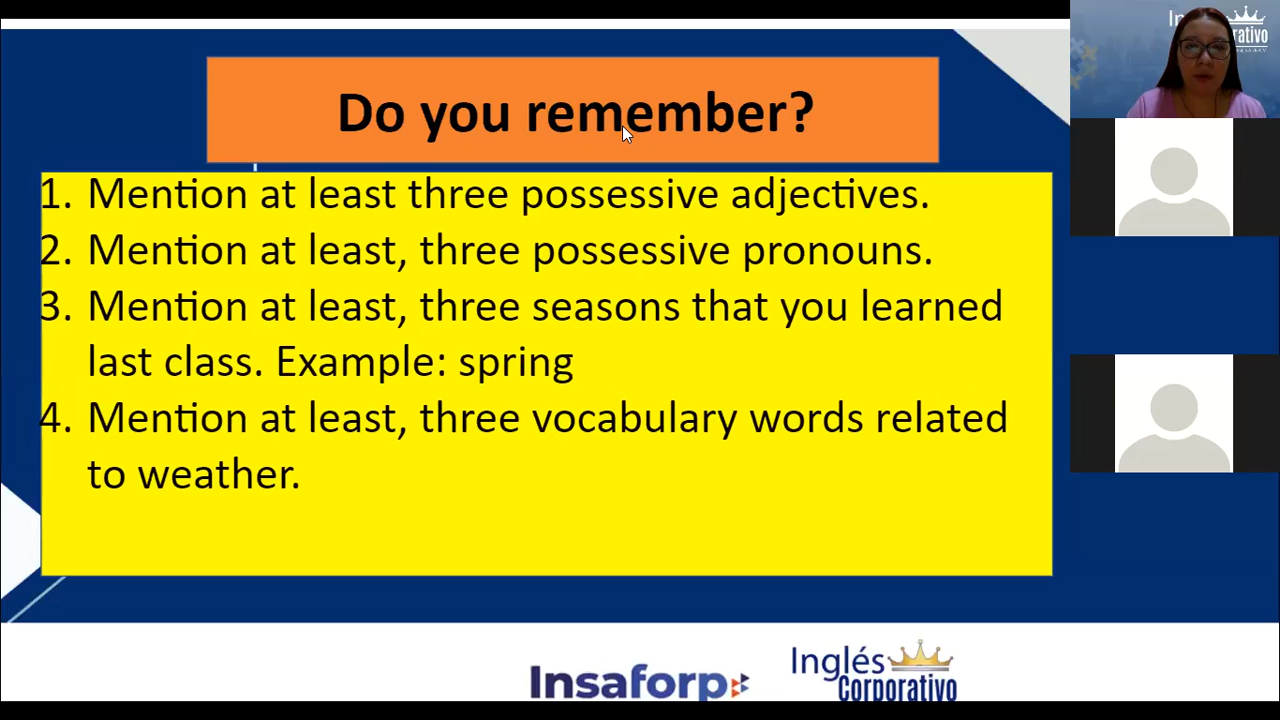 Do you remember?
1. Mention at least three possessive adjectives.
2. Mention at least, three possessive pronouns.
3. Mention at least, three seasons that you learned
last class. Example: spring
4. Mention at least, three vocabulary words related
to weather.
Insaforp
Inglés
Corporativo